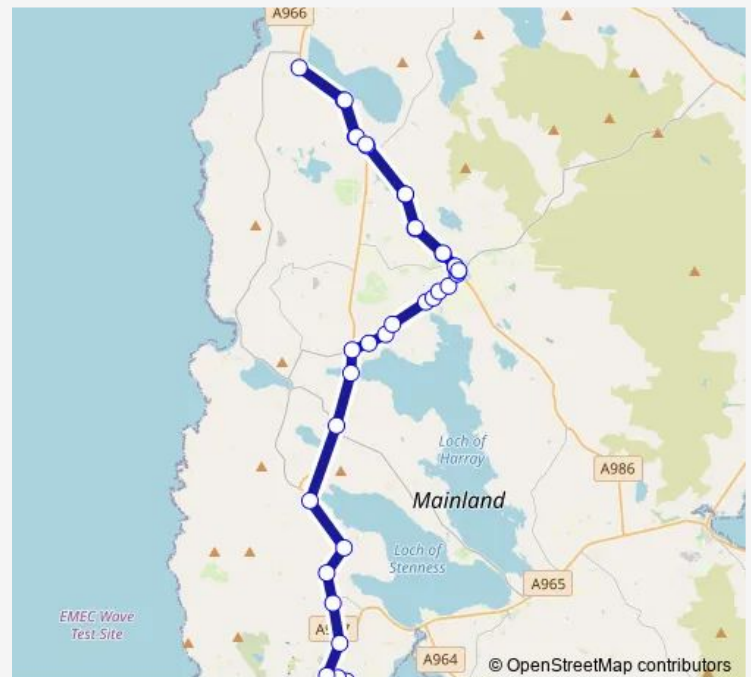 A966
Loch of
Harray
A986
Mainland
Loch of
Stenness
A965
EMEC Wave
Test Site
A964
© OpenStreetMap contributors